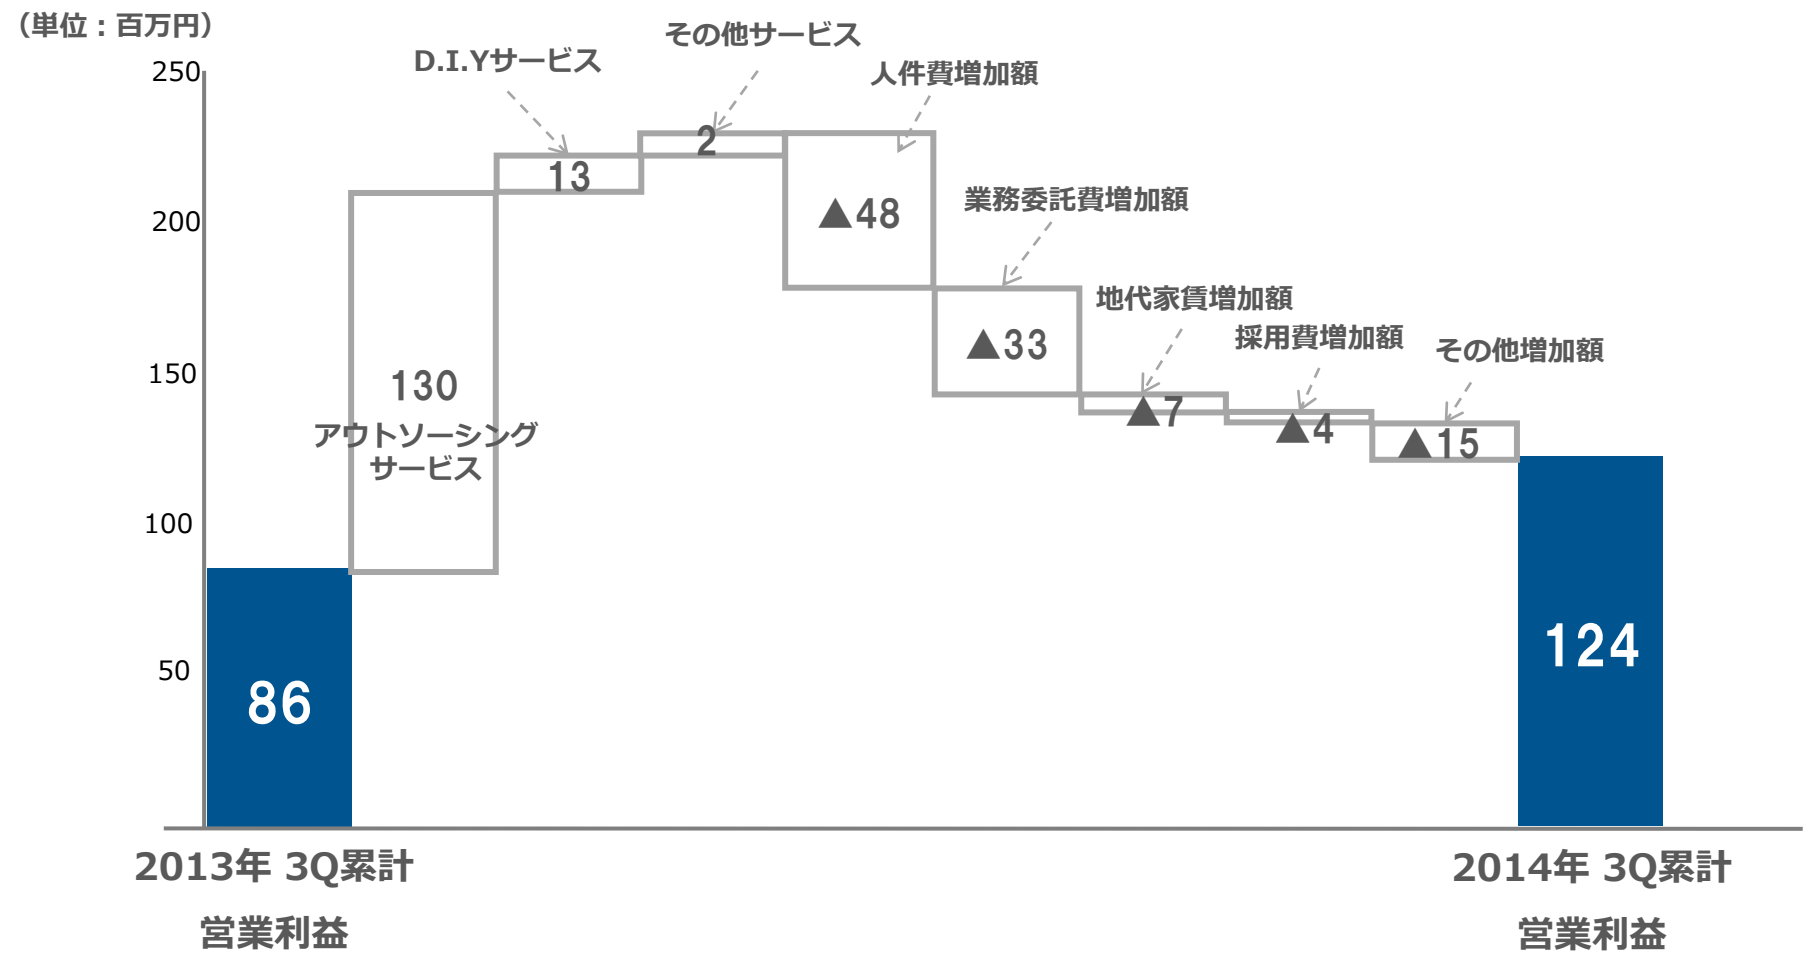 （単位：百万円）
その他サービス
D.I.Yサービス
人件費増加額
250
2
13
業務委託費増加額
▲48
200
地代家賃増加額
採用費増加額
その他増加額
▲33
150
130
▲7
▲4
▲15
アウトソーシング
サービス
100
50
86
124
2013年 3Q累計
営業利益
2014年 3Q累計
営業利益